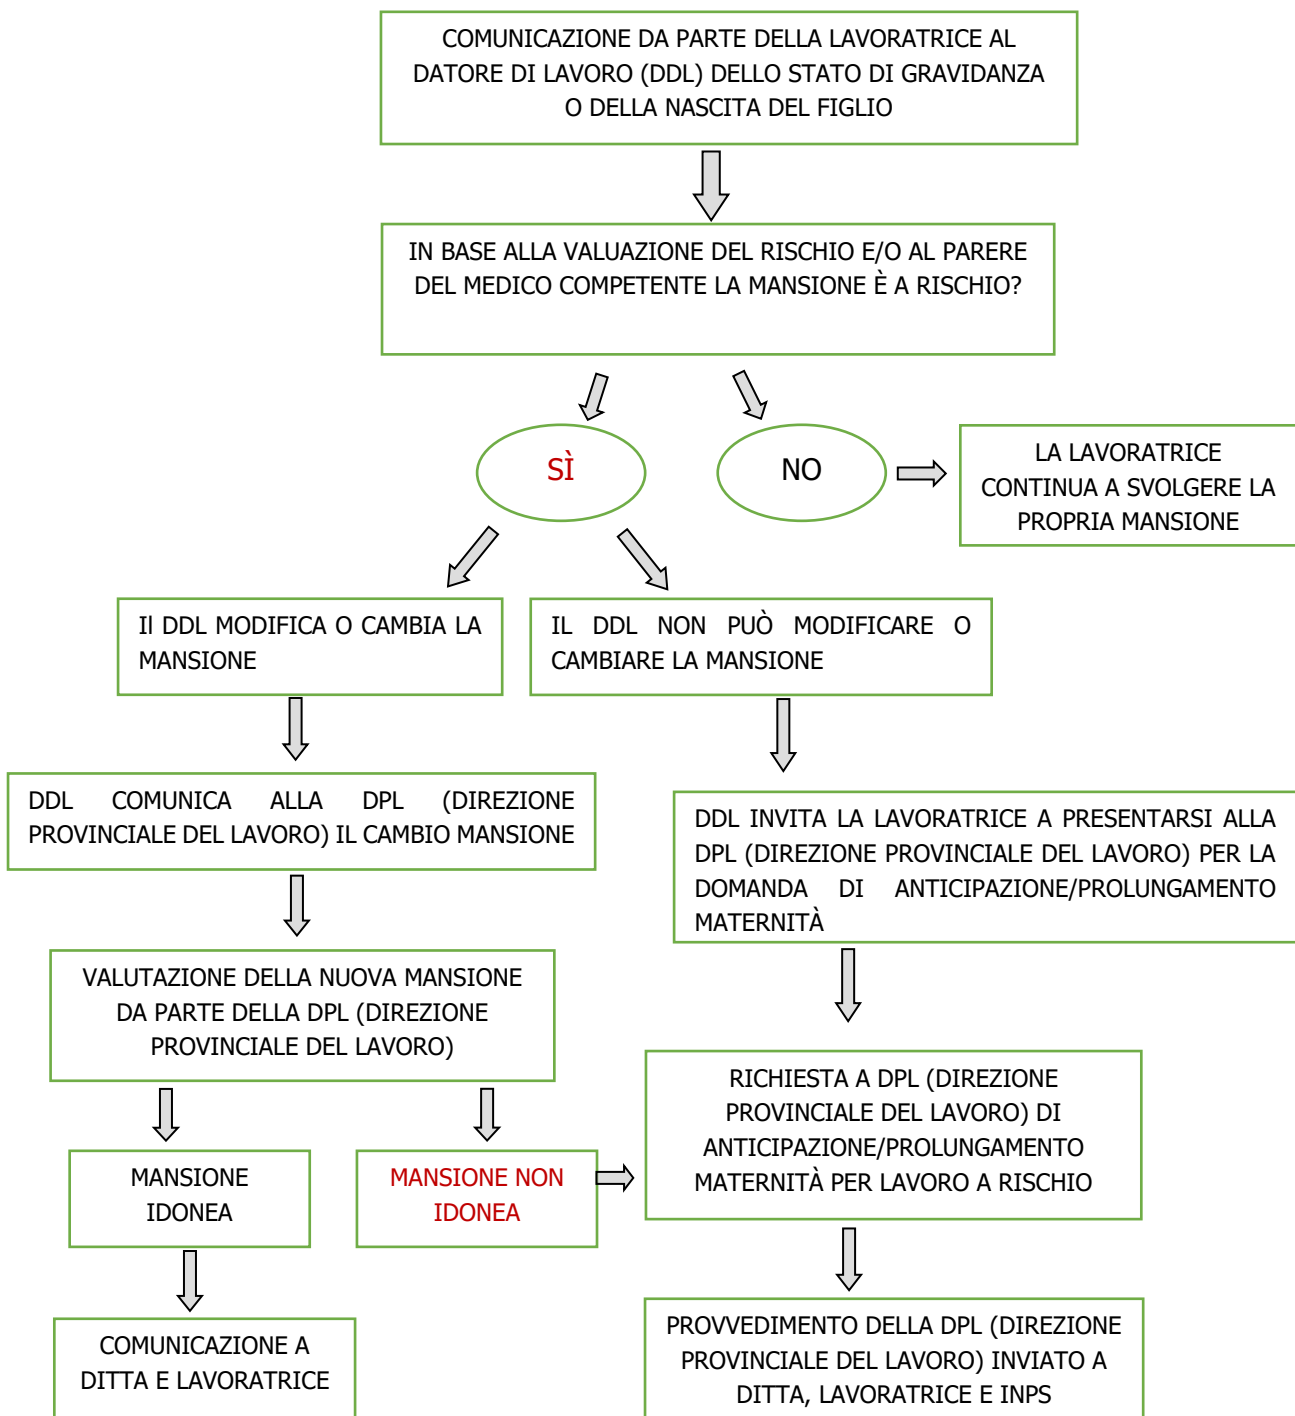 COMUNICAZIONE DA PARTE DELLA LAVORATRICE AL
DATORE DI LAVORO (DDL) DELLO STATO DI GRAVIDANZA
O DELLA NASCITA DEL FIGLIO
IN BASE ALLA VALUAZIONE DEL RISCHIO E/O AL PARERE
DEL MEDICO COMPETENTE LA MANSIONE È A RISCHIO?
SÌ
NO
LA LAVORATRICE
CONTINUA A SVOLGERE LA
PROPRIA MANSIONE
Il DDL MODIFICA O CAMBIA LA
MANSIONE
IL DDL NON PUÒ MODIFICARE O
CAMBIARE LA MANSIONE
DDL COMUNICA ALLA DPL (DIREZIONE
PROVINCIALE DEL LAVORO) IL CAMBIO MANSIONE
DDL INVITA LA LAVORATRICE A PRESENTARSI ALLA
DPL (DIREZIONE PROVINCIALE DEL LAVORO) PER LA
DOMANDA DI ANTICIPAZIONE/PROLUNGAMENTO
MATERNITÀ
VALUTAZIONE DELLA NUOVA MANSIONE
DA PARTE DELLA DPL (DIREZIONE
PROVINCIALE DEL LAVORO)
RICHIESTA A DPL (DIREZIONE
PROVINCIALE DEL LAVORO) DI
ANTICIPAZIONE/PROLUNGAMENTO
MATERNITÀ PER LAVORO A RISCHIO
MANSIONE
IDONEA
MANSIONE NON
IDONEA
COMUNICAZIONE A
DITTA E LAVORATRICE
PROVVEDIMENTO DELLA DPL (DIREZIONE
PROVINCIALE DEL LAVORO) INVIATO A
DITTA, LAVORATRICE E INPS